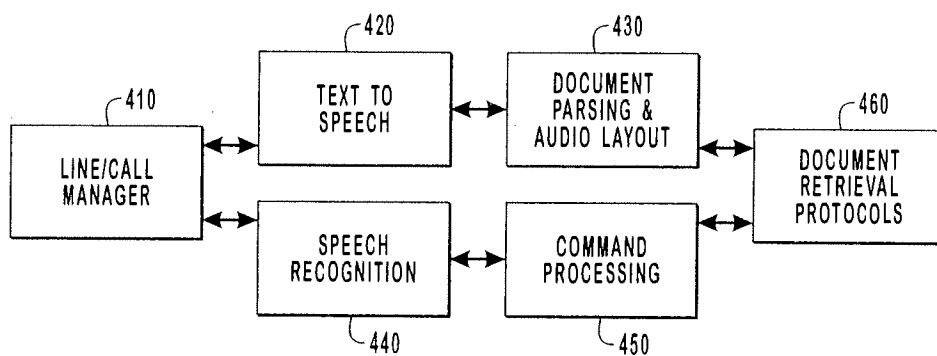 420
430
410
TEXT TO
SPEECH
DOCUMENT
PARSING &
AUDIO LAYOUT
460
LINE/CALL
MANAGER
DOCUMENT
RETRIEVAL
PROTOCOLS
SPEECH
RECOGNITION
COMMAND
PROCESSING
440
450